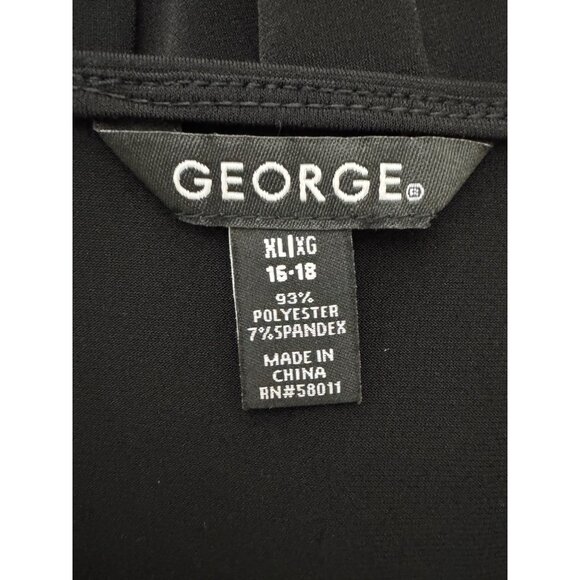 GEORGE®
XL|XG
16-18
93%
POLYESTER
7%SPANDEX
MADE IN
CHINA
RN#58011